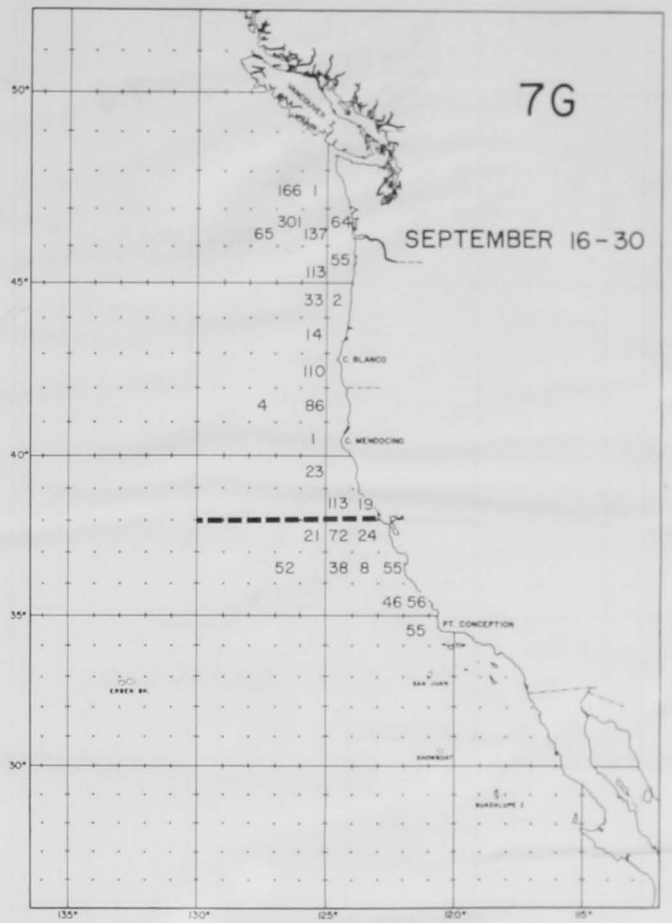 7G
50°
VANCOUVER
166 1
301 64
65 137
SEPTEMBER 16-30
55
113
45°
33 2
14
C. BLANCO
110
4 86
1 C. MENDOCINO
40°
23
113 19
21 72 24
52 38 8 55
46 56
35°
PT. CONCEPTION
55
SAN JUAN
ERBEN BK.
SHOWBOAT
30°
GUADALUPE I.
135° 130° 125° 120° 115°